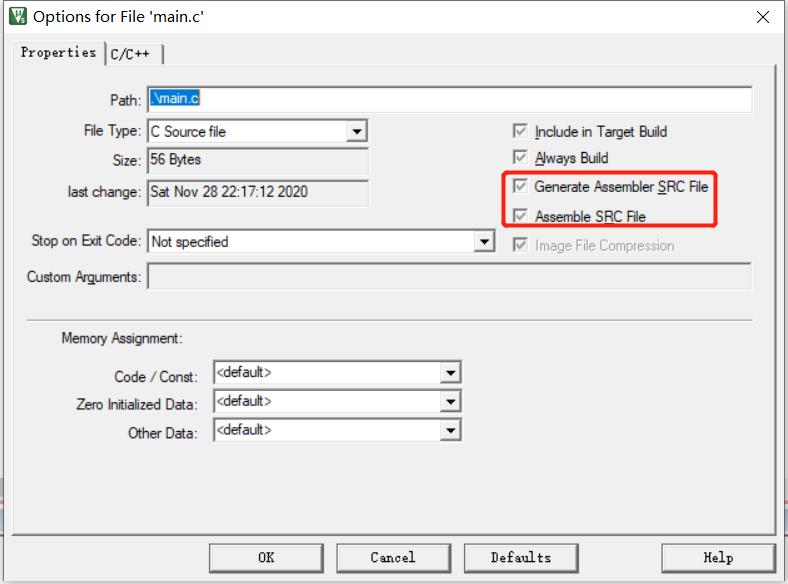 Options for File 'main.c'
Properties C/C++
Path: .\main.c
File Type: C Source file
Include in Target Build
Size: 56 Bytes
Always Build
last change: Sat Nov 28 22:17:12 2020
Generate Assembler SRC File
Assemble SRC File
Stop on Exit Code: Not specified
Image File Compression
Custom Arguments:
Memory Assignment:
Code / Const: <default>
Zero Initialized Data: <default>
Other Data: <default>
OK Cancel Defaults Help